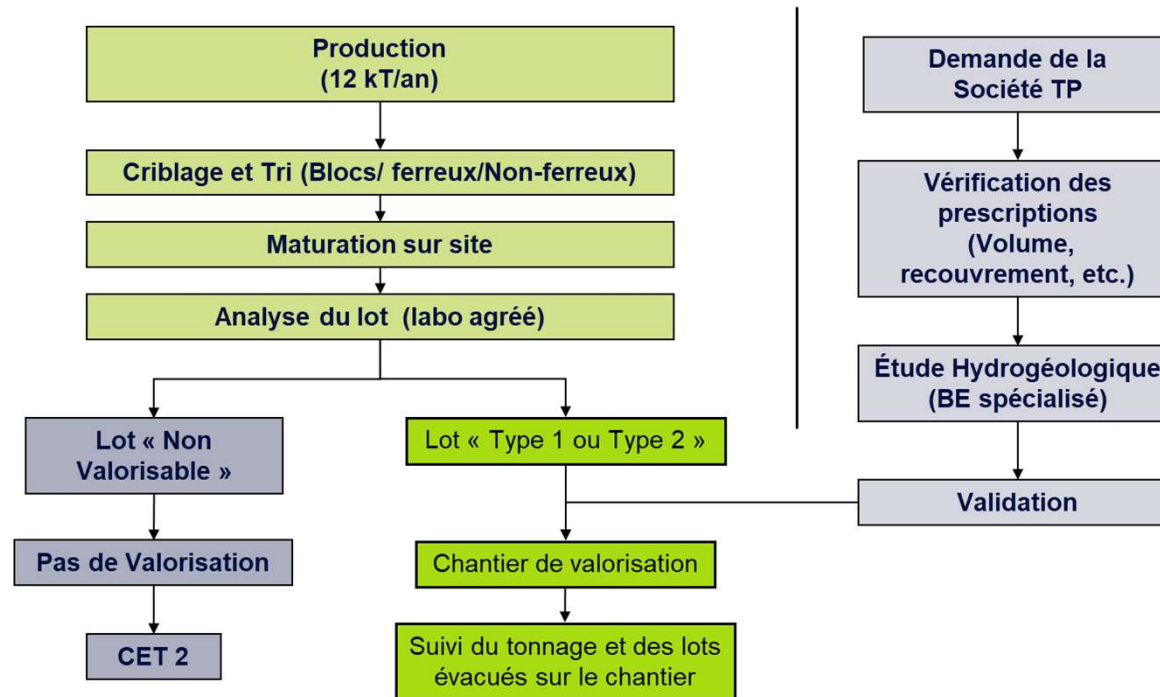 Production
(12 kT/an)
Criblage et Tri (Blocs/ ferreux/Non-ferreux)
Maturation sur site
Analyse du lot (labo agréé)
Lot « Non
Valorisable »
Pas de Valorisation
CET 2
Lot « Type 1 ou Type 2 »
Chantier de valorisation
Suivi du tonnage et des lots
évacués sur le chantier
Demande de la
Société TP
Vérification des
prescriptions
(Volume,
recouvrement, etc.)
Étude Hydrogéologique
(BE spécialisé)
Validation